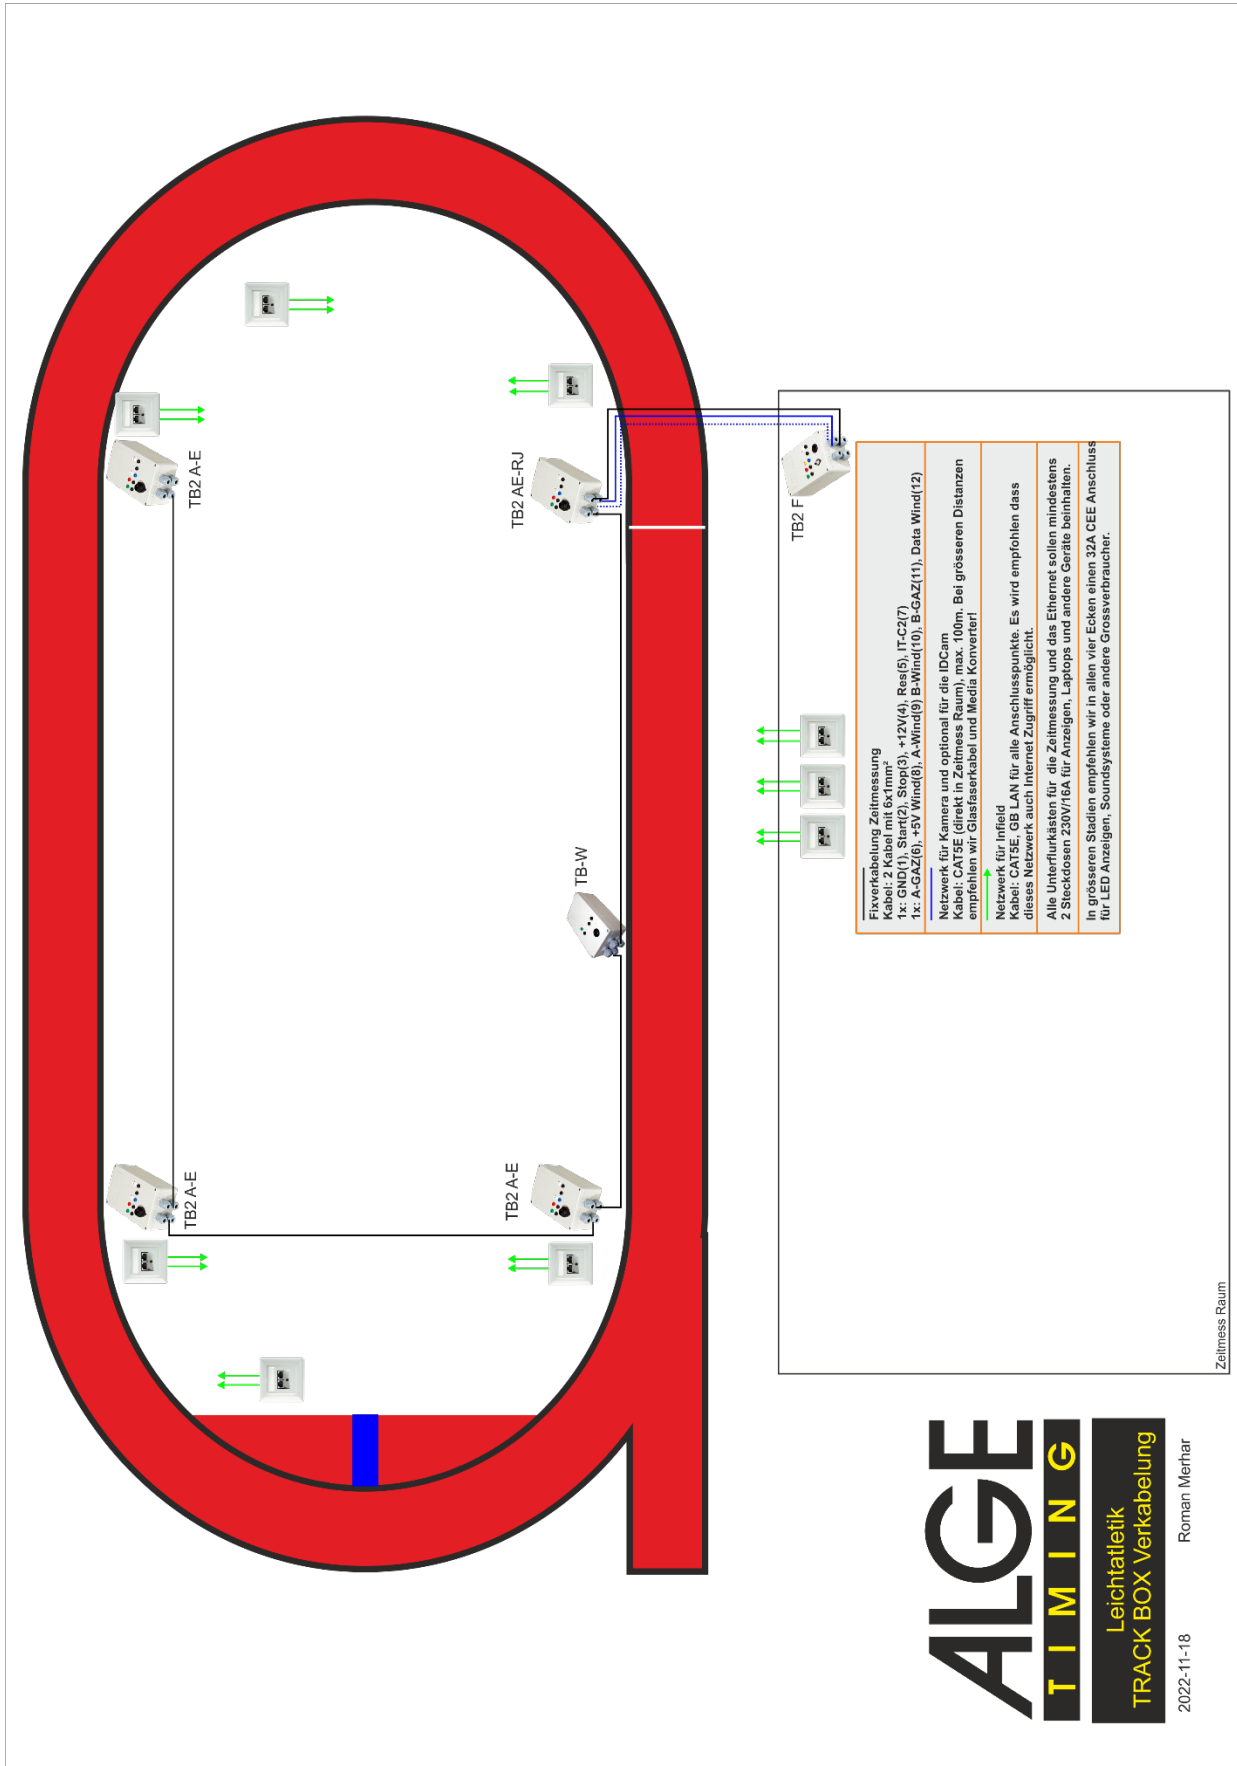 TB2 A-E
TB2 A-E
TB2 AE-RJ
TB-W
TB2 A-E
TB2 F
Fixverkabelung Zeitmessung
Kabel: 2 Kabel mit 6x1mm²
1x: GND(1), Start(2), Stop(3), +12V(4), Res(5), IT-C2(7)
1x: A-GAZ(6), +5V Wind(8), A-Wind(9) B-Wind(10), B-GAZ(11), Data Wind(12)
Netzwerk für Kamera und optional für die IDCam
Kabel: CAT5E (direkt in Zeitmess Raum), max. 100m. Bei grösseren Distanzen
empfehlen wir Glasfaserkabel und Media Konverter!
Netzwerk für Infield
Kabel: CAT5E, GB LAN für alle Anschlusspunkte. Es wird empfohlen dass
dieses Netzwerk auch Internet Zugriff ermöglicht.
Alle Unterflurkästen für die Zeitmessung und das Ethernet sollen mindestens
2 Steckdosen 230V/16A für Anzeigen, Laptops und andere Geräte beinhalten.
In grösseren Stadien empfehlen wir in allen vier Ecken einen 32A CEE Anschluss
für LED Anzeigen, Soundsysteme oder andere Grossverbraucher.
Zeitmess Raum
ALGE
TIMING
Leichtatletik
TRACK BOX Verkabelung
2022-11-18 Roman Merhar